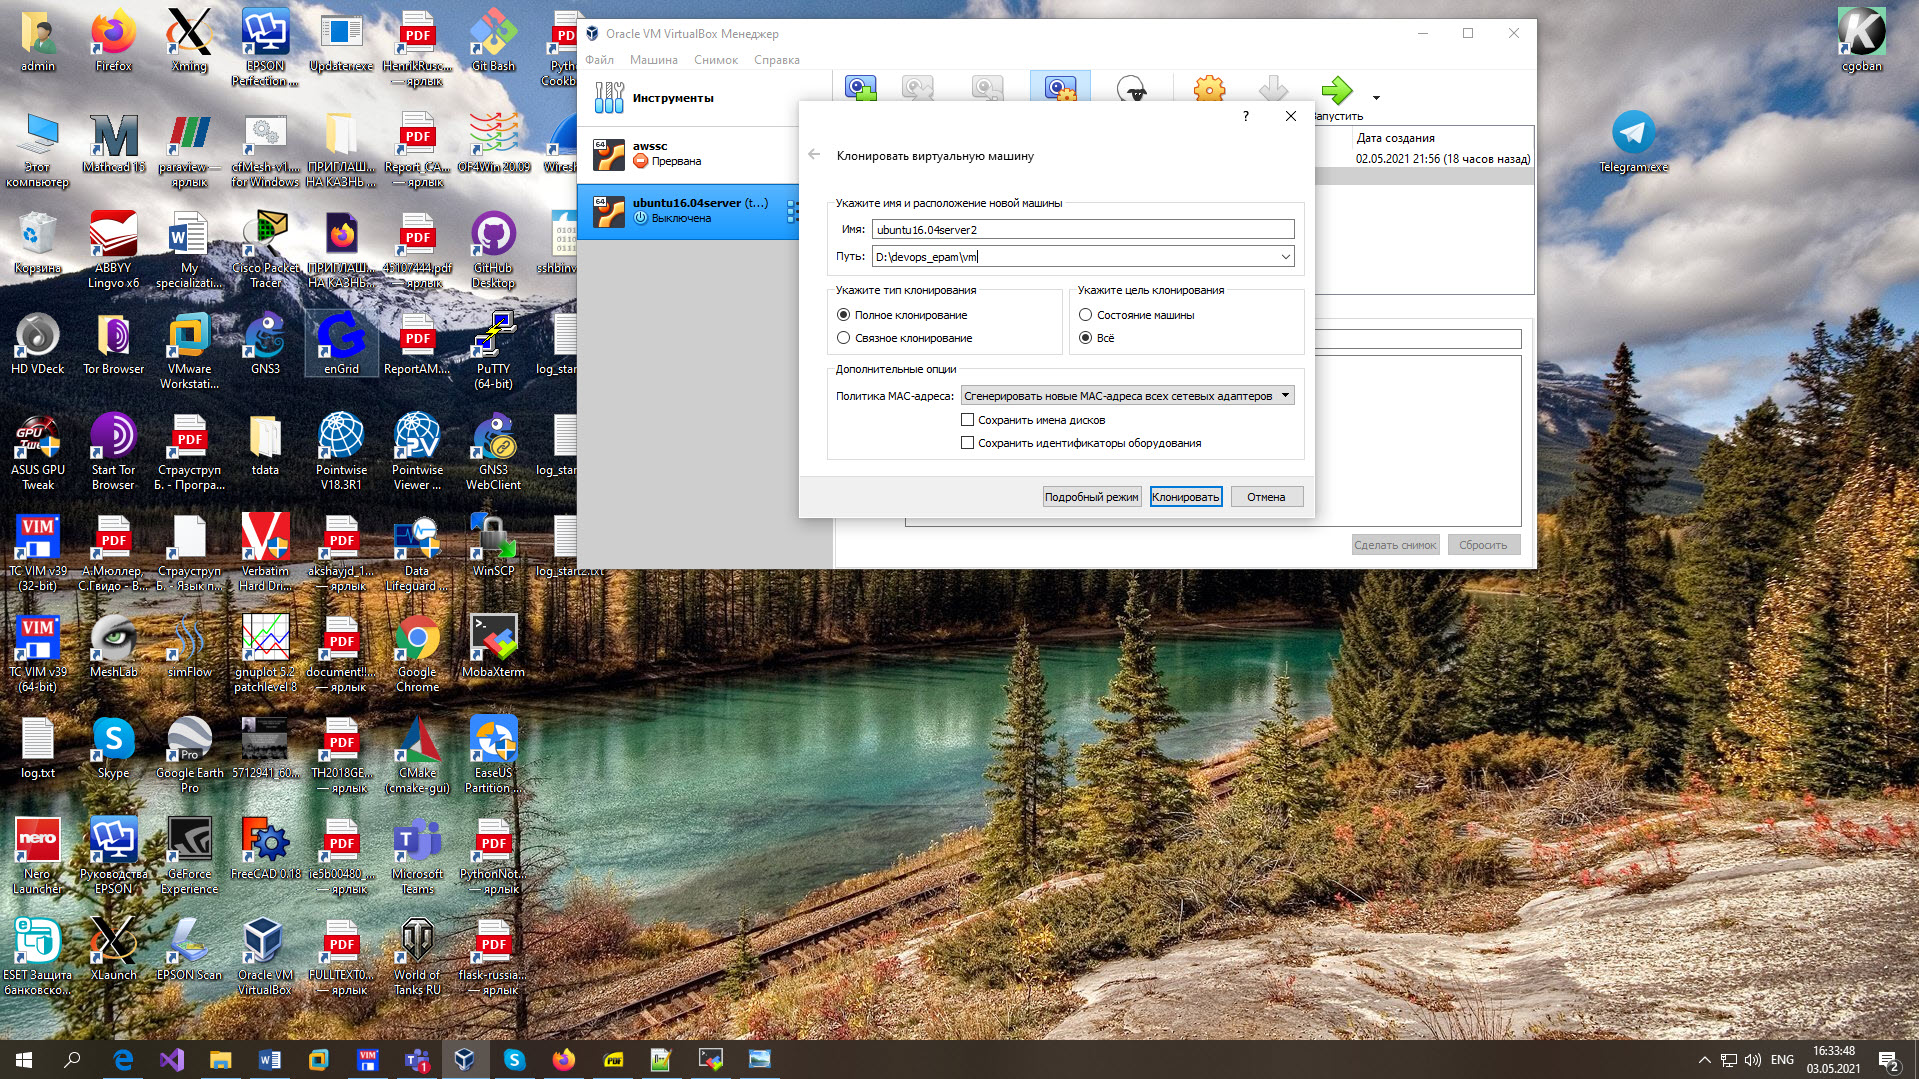 admin
Firefox
Xming
EPSON
Perfection ...
Updater.exe
HenrikRusc...
— ярлык
Git Bash
Cookb
Oracle VM VirtualBox Менеджер
Файл Машина Снимок Справка
Инструменты
awssc
Прервана
ubuntu16.04server (t...)
Выключена
Запустить
Дата создания
02.05.2021 21:56 (18 часов назад)
Клонировать виртуальную машину
Укажите имя и расположение новой машины
Имя: ubuntu16.04server2
Путь: D:\devops_epam\vm
Укажите тип клонирования
Полное клонирование
Связное клонирование
Укажите цель клонирования
Состояние машины
Всё
Дополнительные опции
Политика MAC-адреса: Сгенерировать новые MAC-адреса всех сетевых адаптеров
Сохранить имена дисков
Сохранить идентификаторы оборудования
Подробный режим Клонировать Отмена
Сделать снимок Сбросить
cgoban
Telegram.exe
Этот
компьютер
Mathcad 15
paraview—
ярлык
cfMesh-v1....
for Windows
ПРИГЛАШ...
НА КАЗНЬ ...
Report_CA...
— ярлык
OF4Win 20.09
Wiresh
Корзина
ABBYY
Lingvo x6
My
specializati...
Cisco Packet
Tracer
ПРИГЛАШ...
НА КАЗНЬ...
45107444.pdf
— ярлык
GitHub
Desktop
sshbinv
HD VDeck
Tor Browser
VMware
Workstati...
GNS3
enGrid
ReportAM....
— ярлык
PuTTY
(64-bit)
log_star
ASUS GPU
Tweak
Start Tor
Browser
Страуструп
Б. - Програ...
tdata
Pointwise
V18.3R1
Pointwise
Viewer ...
GNS3
WebClient
log_star
TC VIM v39
(32-bit)
А.Мюллер,
С.Гвидо - В...
Страуструп
Б. - Язык п...
Verbatim
Hard Dri...
akshayjd_1...
— ярлык
Data
Lifeguard ...
WinSCP
log_start2.txt
TC VIM v39
(64-bit)
MeshLab
simFlow
gnuplot 5.2
patchlevel 8
document!!...
— ярлык
Google
Chrome
MobaXterm
log.txt
Skype
Google Earth
Pro
5712941_60...
TH2018GE...
— ярлык
CMake
(cmake-gui)
EaseUS
Partition ...
Nero
Launcher
Руководства
EPSON
GeForce
Experience
FreeCAD 0.18
ie5b00480_...
— ярлык
Microsoft
Teams
PythonNot...
— ярлык
ESET Защита
банковско...
XLaunch
EPSON Scan
Oracle VM
VirtualBox
FULLTEXT0...
— ярлык
World of
Tanks RU
flask-russia...
— ярлык
ENG
16:33:48
03.05.2021